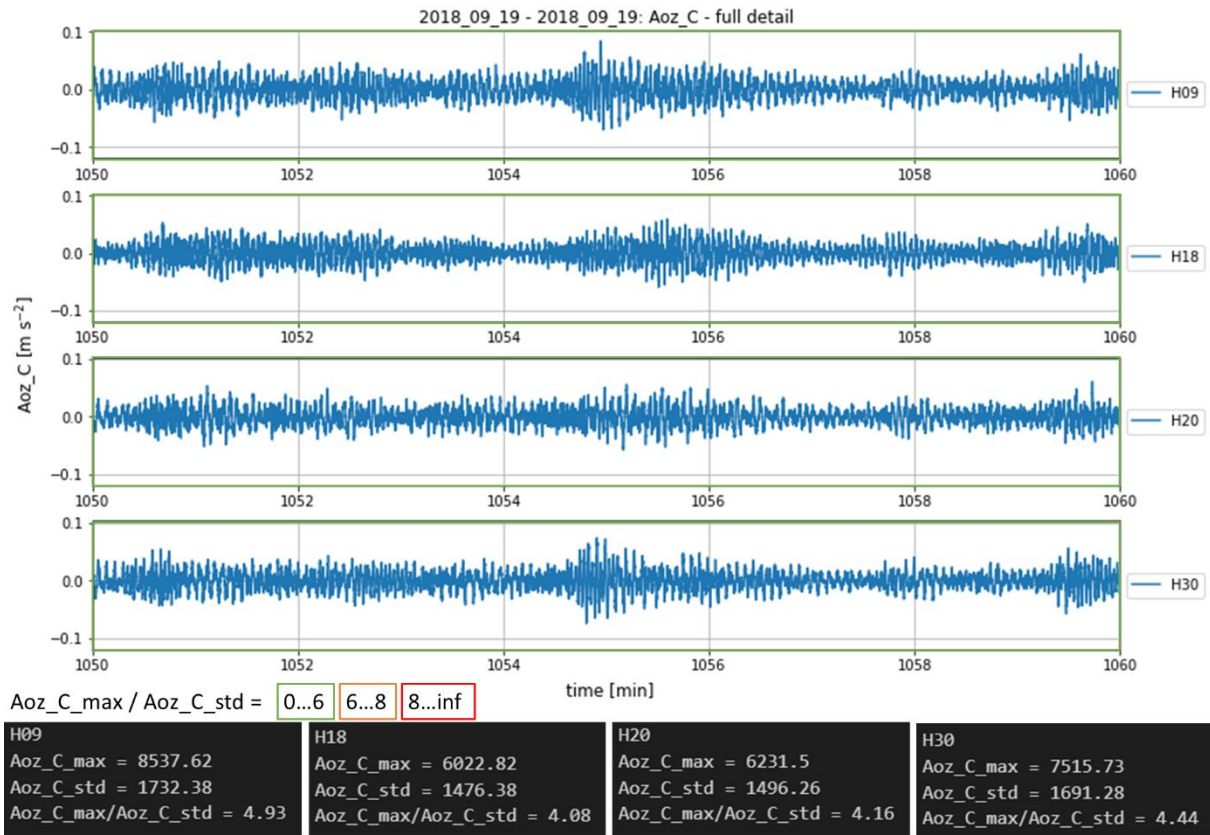 2018_09_19 - 2018_09_19: Aoz_C - full detail
0.1
0.0
−0.1
1050 1052 1054 1056 1058 1060
H09
0.1
0.0
−0.1
1050 1052 1054 1056 1058 1060
H18
Aoz_C [m s⁻²]
0.1
0.0
−0.1
1050 1052 1054 1056 1058 1060
H20
0.1
0.0
−0.1
1050 1052 1054 1056 1058 1060
H30
time [min]
Aoz_C_max / Aoz_C_std = 0...6 6...8 8...inf
H09
Aoz_C_max = 8537.62
Aoz_C_std = 1732.38
Aoz_C_max/Aoz_C_std = 4.93
H18
Aoz_C_max = 6022.82
Aoz_C_std = 1476.38
Aoz_C_max/Aoz_C_std = 4.08
H20
Aoz_C_max = 6231.5
Aoz_C_std = 1496.26
Aoz_C_max/Aoz_C_std = 4.16
H30
Aoz_C_max = 7515.73
Aoz_C_std = 1691.28
Aoz_C_max/Aoz_C_std = 4.44